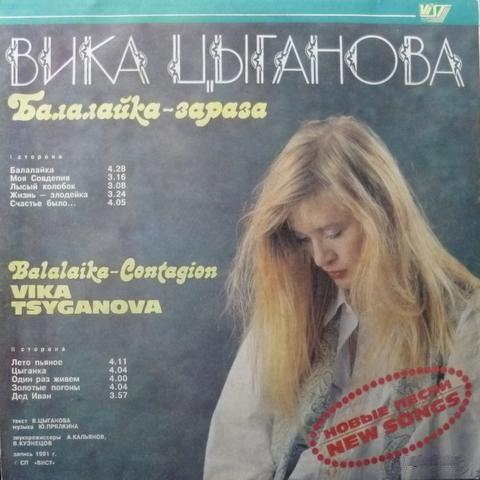 VIST
ВИКА ЦЫГАНОВА
Балалайка-зараза
I сторона
Балалайка 4.28
Моя Совдепия 3.16
Лысый колобок 3.08
Жизнь — злодейка 3.24
Счастье было... 4.05
Balalaika-Contagion
VIKA
TSYGANOVA
II сторона
Лето пьяное 4.11
Цыганка 4.04
Один раз живем 4.00
Золотые погоны 4.04
Дед Иван 3.57
НОВЫЕ ПЕСНИ
NEW SONGS
текст В.ЦЫГАНОВА
музыка Ю.ПРЯЛКИНА
звукорежиссеры А.КАЛЬЯНОВ,
В.КУЗНЕЦОВ
запись 1991 г.
СП «ВИСТ»